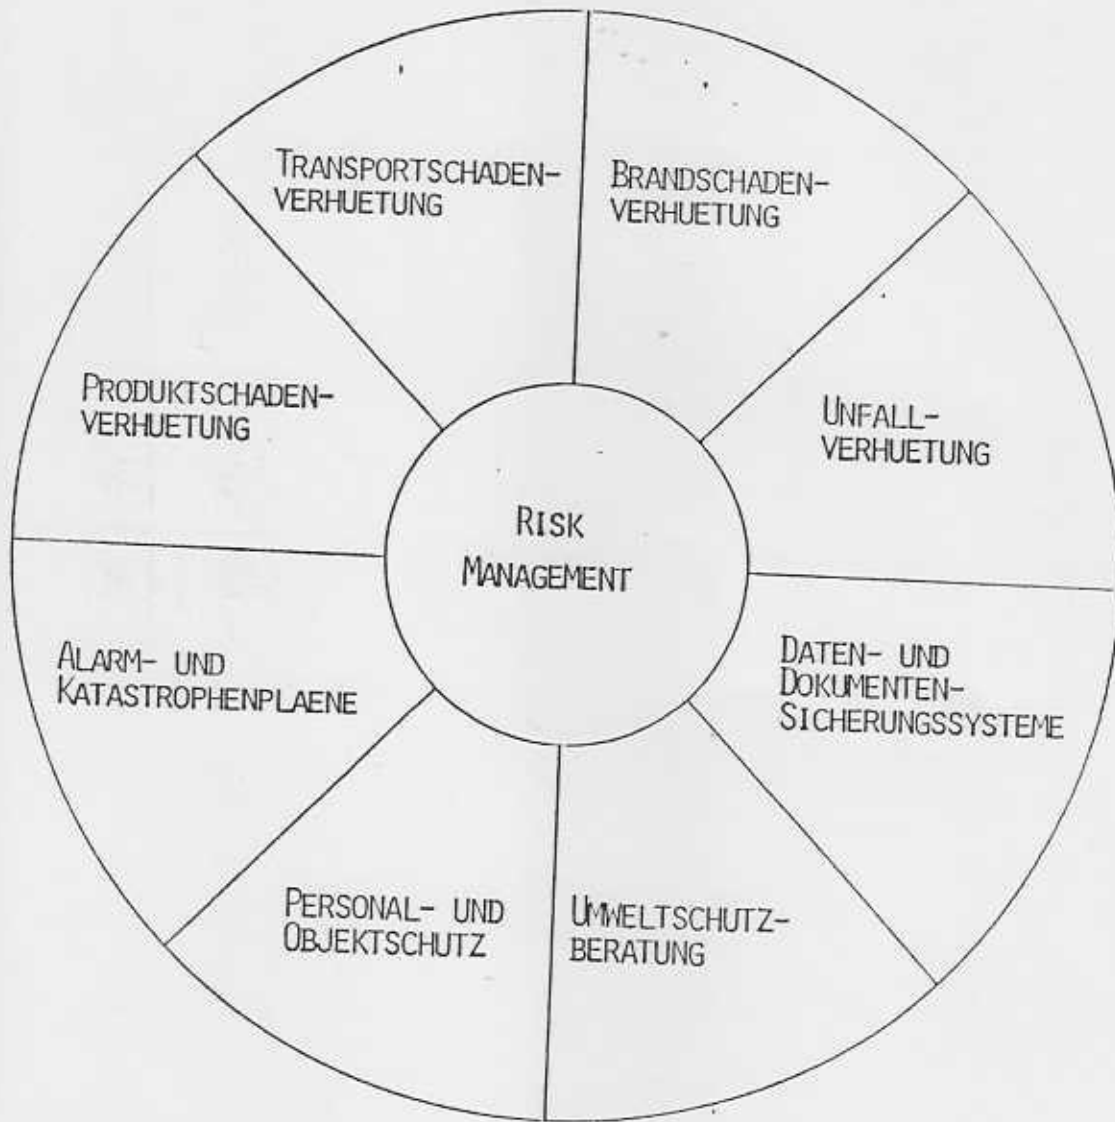 TRANSPORTSCHADEN-
VERHUETUNG
BRANDSCHADEN-
VERHUETUNG
PRODUKTSCHADEN-
VERHUETUNG
UNFALL-
VERHUETUNG
RISK
MANAGEMENT
ALARM- UND
KATASTROPHENPLAENE
DATEN- UND
DOKUMENTEN-
SICHERUNGSSYSTEME
PERSONAL- UND
OBJEKTSCHUTZ
UMWELTSCHUTZ-
BERATUNG